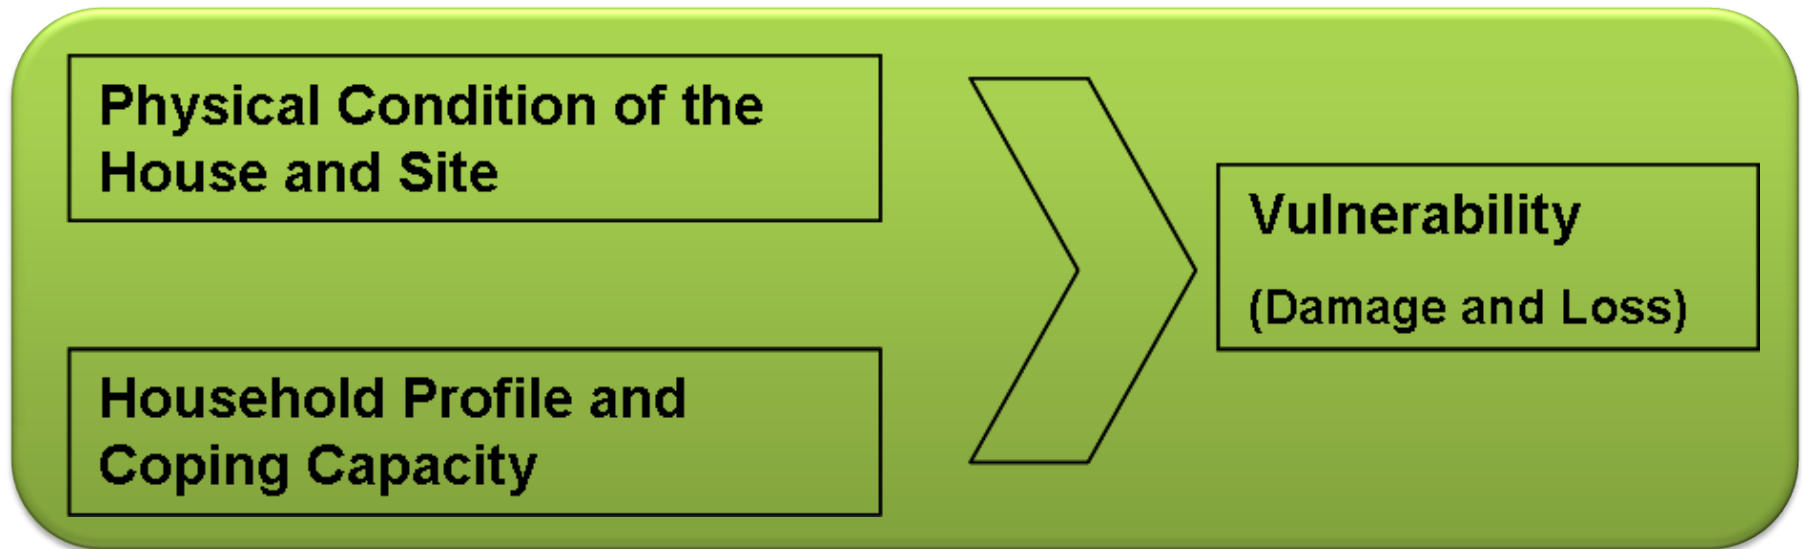 Physical Condition of the
House and Site
Household Profile and
Coping Capacity
Vulnerability
(Damage and Loss)